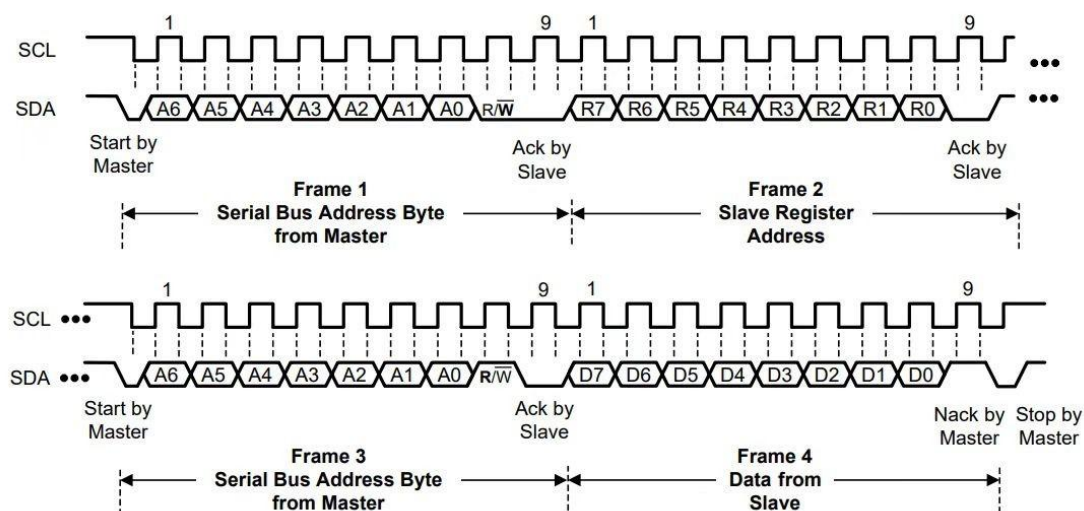 1 9 1 9
SCL •••
SDA A6 A5 A4 A3 A2 A1 A0 R/W̅ R7 R6 R5 R4 R3 R2 R1 R0 •••
Start by
Master
Ack by
Slave
Ack by
Slave
Frame 1
Serial Bus Address Byte
from Master
Frame 2
Slave Register
Address
1 9 1 9
SCL •••
SDA ••• A6 A5 A4 A3 A2 A1 A0 R/W̅ D7 D6 D5 D4 D3 D2 D1 D0
Start by
Master
Ack by
Slave
Nack by
Master
Stop by
Master
Frame 3
Serial Bus Address Byte
from Master
Frame 4
Data from
Slave